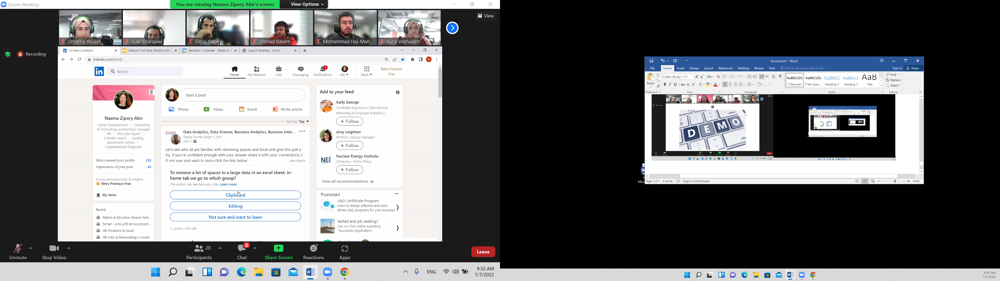 Zoom Meeting
You are viewing Naama Zipory Abir's screen
View Options
View
Omama Yousef
Luai Sharqawi
Oday Sabe
Ahmad Basem
Mohammad Haj-Mah...
suha shehadeh
Recording
(1) Feed | LinkedIn
linkedin-Full stack_Naama with E
Elevation - Calendar - Week of J
Launch Meeting - Zoom
linkedin.com/feed/
N
in
Search
Home
My Network
Jobs
Messaging
1
Notifications
Me
Work
Retry Premium
Free
Naama Zipory Abir
Career Development ♡ Consulting
& Technology partnerships manager
♡ HR ♡ Recruiter Expert ♡
LinkedIn expert ♡ Leading
assessment centers ♡
Organizational Diagnosis
Who's viewed your profile 232
Impressions of your post 42
Access exclusive tools & insights
Retry Premium Free
My items
Recent
Atidna & Elevation Alumni Net...
דנטים/בוגרים ללא נסיון - ישראל...
HR Positions in Israel
HR Jobs & Networking in Israel
Start a post
Photo
Video
Event
Write article
Sort by: Top
Data Analytics, Data Science, Business Analytics, Business Intel...
Sanjay Kumar Singh • 3rd+
25m •
Let's see who all are familiar with removing spaces and Excel and give this poll a
try. If you're confident enough with your answer share it with your connections..!!
If not sure and want to learn click the link below: -
...see more
To remove a lot of spaces in a large data in an excel sheet, in-
home tab we go to which group?
The author can see how you vote. Learn more
Clipboard
Editing
Not sure and want to learn
7 votes • 6d left
Add to your feed
Karly George
Candidate Experience | Recruitment
Marketing & Employer Branding |...
+ Follow
Amy Leighton
Portfolio Change Manager
+ Follow
NEI
Nuclear Energy Institute
Company • Public Policy
+ Follow
View all recommendations →
Promoted
L&D Certificate Program
Learn to design effective and data-
driven L&D programs for your business.
Skilled and job seeking?
Join our free online workshop
"Successful Application".
Unmute
Stop Video
20
Participants
2
Chat
Share Screen
Reactions
Apps
Leave
ENG
9:52 AM
7/7/2022
Document1 - Word
File
Home
Insert
Design
Layout
References
Mailings
Review
View
Tell me what you want to do...
Sign in
Share
Paste
Calibri (Body)
11
Aa
B I U abc x₂ x²
Clipboard
Font
Paragraph
AaBbCcDc
¶ Normal
AaBbCcDc
¶ No Spac...
AaBbCc
Heading 1
AaBbCcC
Heading 2
AaB
Title
Styles
Find
Replace
Select
Editing
delete
DEMO
Page 7 of 7
4 words
English (United States)
150%
9:52 AM
7/7/2022